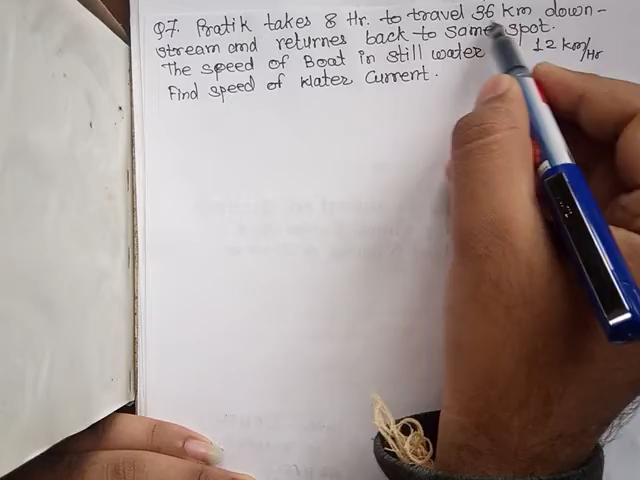 Q7. Pratik takes 8 Hr. to travel 36 km down-
stream and returnes back to same spot.
The speed of Boat in still water 12 km/Hr
Find speed of Water Current.